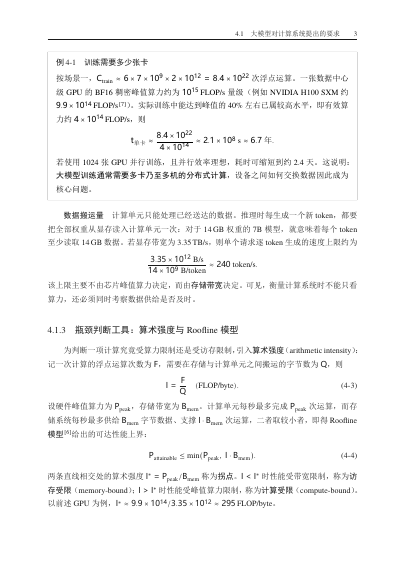 4.1 大模型对计算系统提出的要求 3
例 4-1 训练需要多少张卡
按场景一，C_train ≈ 6 × 7 × 10^9 × 2 × 10^12 = 8.4 × 10^22 次浮点运算。一张数据中心
级 GPU 的 BF16 稠密峰值算力约为 10^15 FLOP/s 量级（例如 NVIDIA H100 SXM 约
9.9 × 10^14 FLOP/s^[7]）。实际训练中能达到峰值的 40% 左右已属较高水平，即有效算
力约 4 × 10^14 FLOP/s，则
t_单卡 ≈ 8.4 × 10^22 / 4 × 10^14 ≈ 2.1 × 10^8 s ≈ 6.7 年.
若使用 1024 张 GPU 并行训练，且并行效率理想，耗时可缩短到约 2.4 天。这说明：
大模型训练通常需要多卡乃至多机的分布式计算，设备之间如何交换数据因此成为
核心问题。
数据搬运量 计算单元只能处理已经送达的数据。推理时每生成一个新 token，都要
把全部权重从显存读入计算单元一次：对于 14 GB 权重的 7B 模型，就意味着每个 token
至少读取 14 GB 数据。若显存带宽为 3.35 TB/s，则单个请求逐 token 生成的速度上限约为
3.35 × 10^12 B/s / 14 × 10^9 B/token ≈ 240 token/s.
该上限主要不由芯片峰值算力决定，而由存储带宽决定。可见，衡量计算系统时不能只看
算力，还必须同时考察数据供给是否及时。
4.1.3 瓶颈判断工具：算术强度与 Roofline 模型
为判断一项计算究竟受算力限制还是受访存限制，引入算术强度（arithmetic intensity）：
记一次计算的浮点运算次数为 F，需要在存储与计算单元之间搬运的字节数为 Q，则
I = F / Q (FLOP/byte). (4-3)
设硬件峰值算力为 P_peak，存储带宽为 B_mem，计算单元每秒最多完成 P_peak 次运算，而存
储系统每秒最多供给 B_mem 字节数据、支撑 I · B_mem 次运算，二者取较小者，即得 Roofline
模型^[6]给出的可达性能上界：
P_attainable ≤ min(P_peak, I · B_mem). (4-4)
两条直线相交处的算术强度 I* = P_peak/B_mem 称为拐点。I < I* 时性能受带宽限制，称为访
存受限（memory-bound）；I > I* 时性能受峰值算力限制，称为计算受限（compute-bound）。
以前述 GPU 为例，I* ≈ 9.9 × 10^14/3.35 × 10^12 ≈ 295 FLOP/byte。